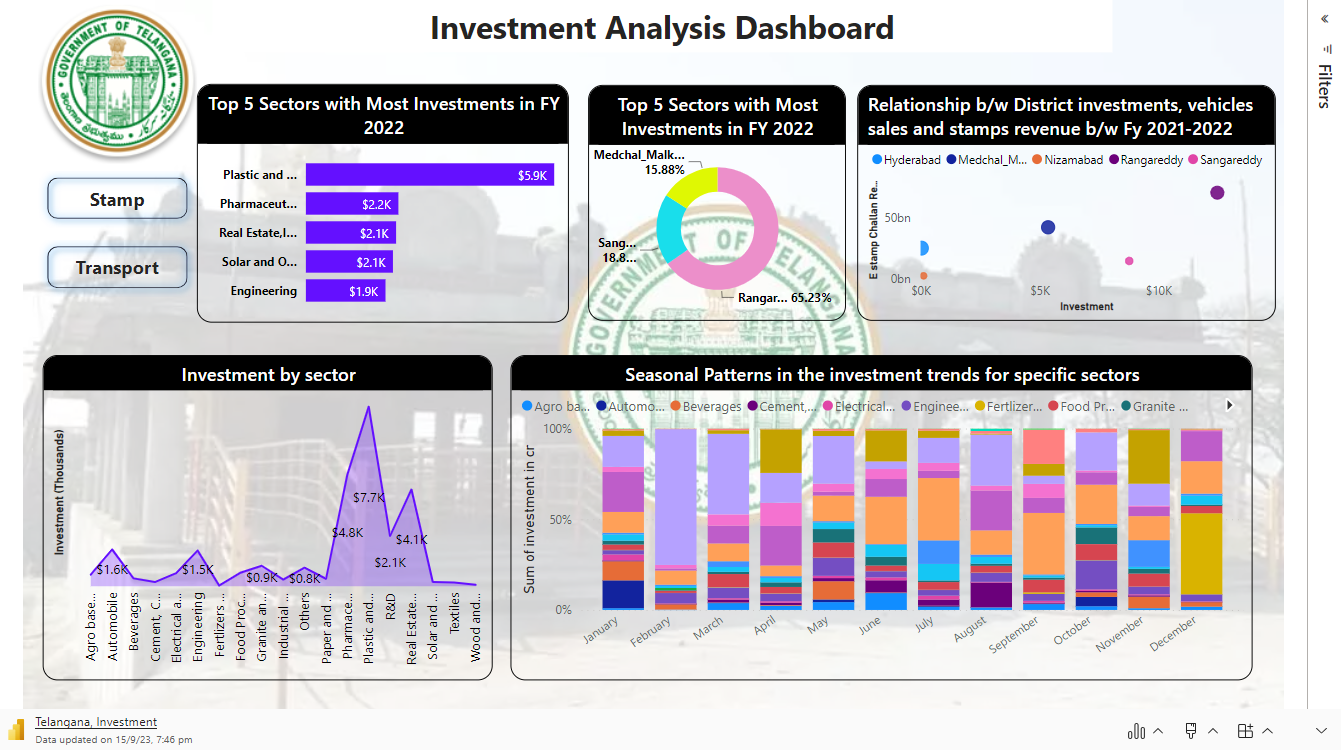 Investment Analysis Dashboard
GOVERNMENT OF TELANGANA
Stamp
Transport
Top 5 Sectors with Most Investments in FY
2022
Plastic and ...
$5.9K
Pharmaceut...
$2.2K
Real Estate,I...
$2.1K
Solar and O...
$2.1K
Engineering
$1.9K
Top 5 Sectors with Most
Investments in FY 2022
Medchal_Malk...
15.88%
Sang...
18.8...
Rangar... 65.23%
Relationship b/w District investments, vehicles
sales and stamps revenue b/w Fy 2021-2022
Hyderabad Medchal_M... Nizamabad Rangareddy Sangareddy
E stamp Challan Re...
50bn
0bn
$0K $5K $10K
Investment
Investment by sector
Investment (Thousands)
$1.6K
$1.5K
$0.9K
$0.8K
$4.8K
$7.7K
$2.1K
$4.1K
Agro base...
Automobile
Beverages
Cement, C...
Electrical a...
Engineering
Fertlizers ...
Food Proc...
Granite an...
Industrial ...
Others
Paper and ...
Pharmace...
Plastic and...
R&D
Real Estate...
Solar and ...
Textiles
Wood and...
Seasonal Patterns in the investment trends for specific sectors
Agro ba... Automo... Beverages Cement,... Electrical... Enginee... Fertlizer... Food Pr... Granite ...
Sum of investment in cr
100%
50%
0%
January February March April May June July August September October November December
Filters
Telangana, Investment
Data updated on 15/9/23, 7:46 pm